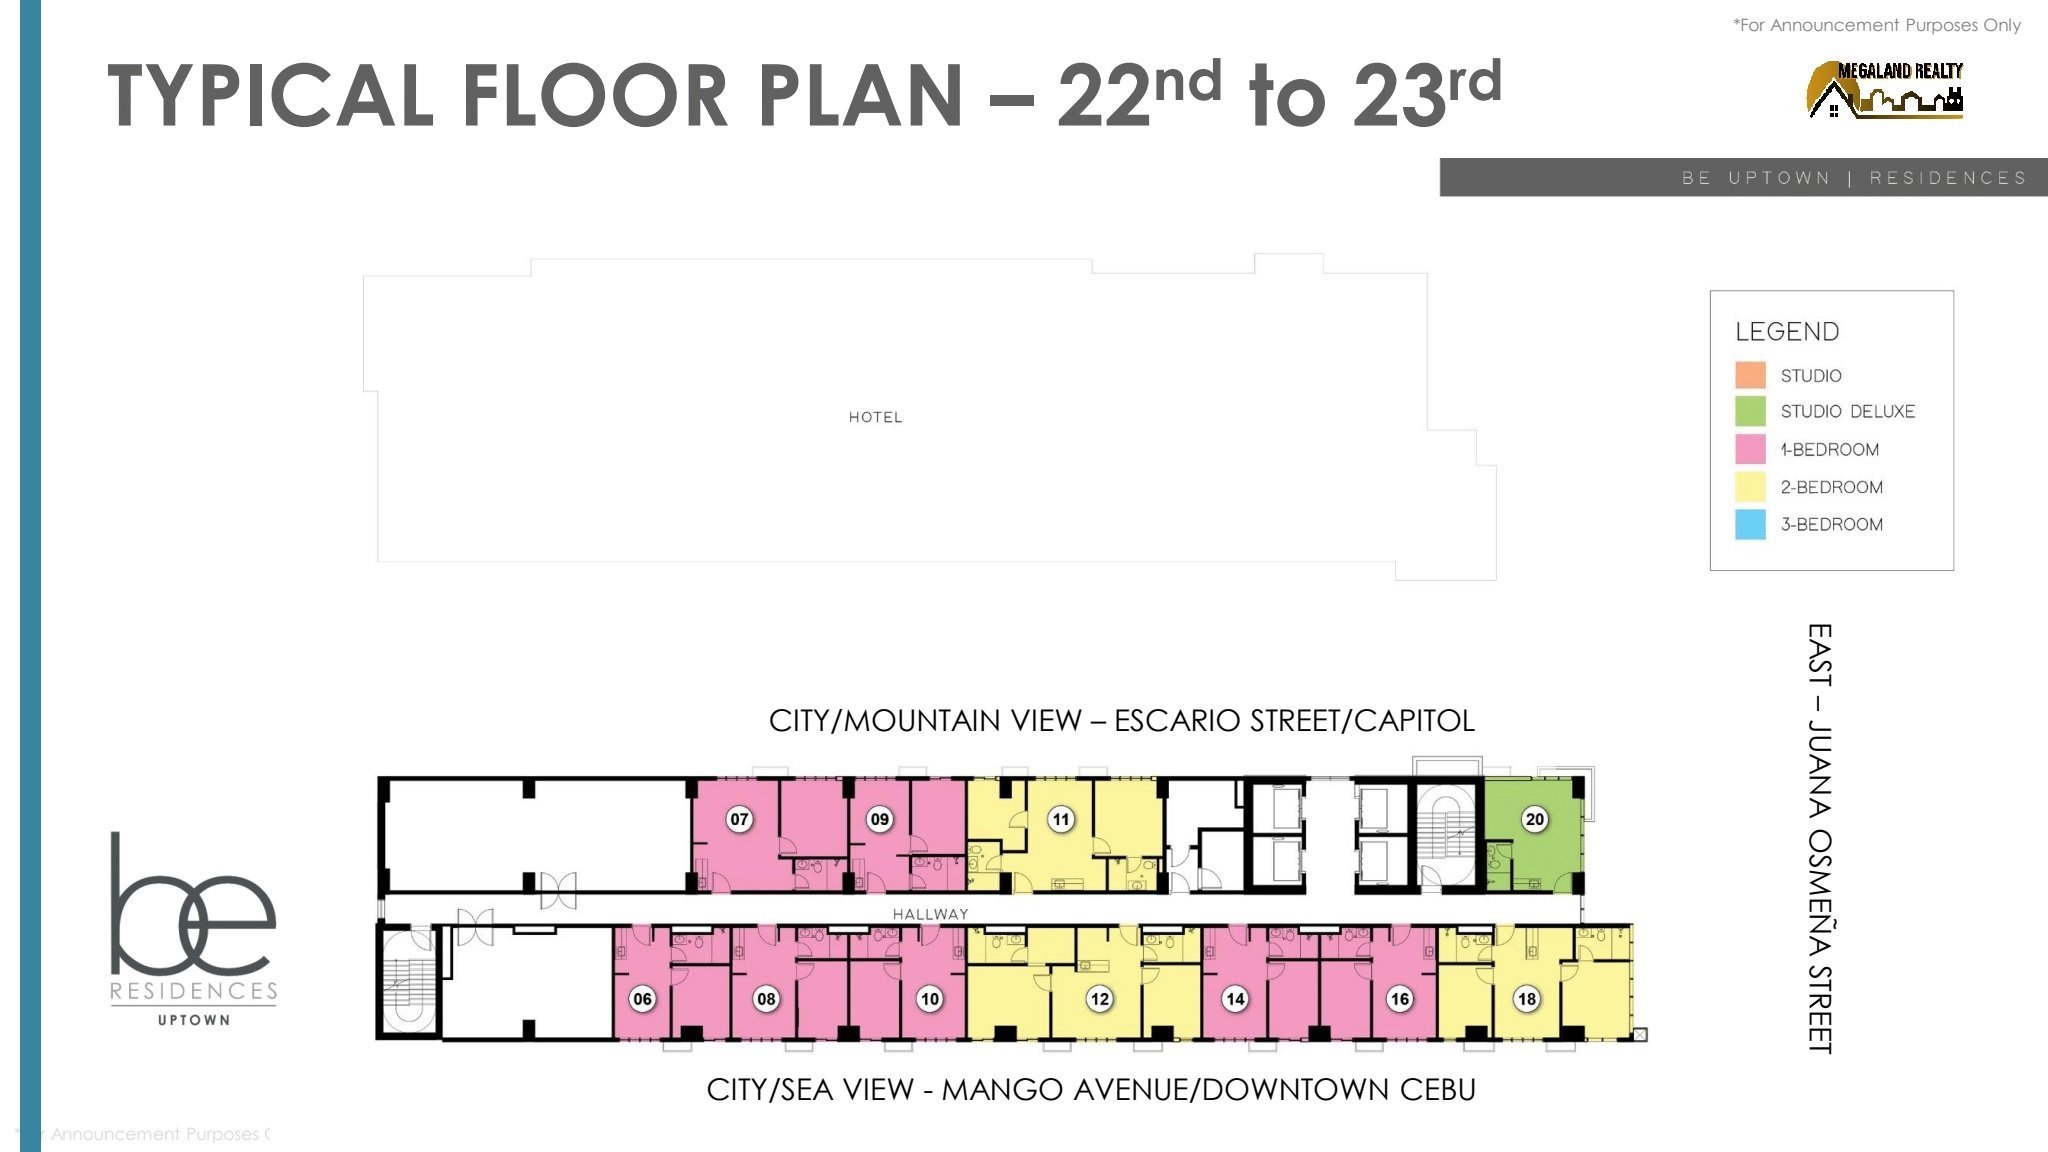 *For Announcement Purposes Only
TYPICAL FLOOR PLAN – 22nd to 23rd
MEGALAND REALTY
BE UPTOWN | RESIDENCES
HOTEL
LEGEND
STUDIO
STUDIO DELUXE
1-BEDROOM
2-BEDROOM
3-BEDROOM
EAST – JUANA OSMEÑA STREET
CITY/MOUNTAIN VIEW – ESCARIO STREET/CAPITOL
07
09
11
20
HALLWAY
06
08
10
12
14
16
18
be
RESIDENCES
UPTOWN
CITY/SEA VIEW - MANGO AVENUE/DOWNTOWN CEBU
Announcement Purposes